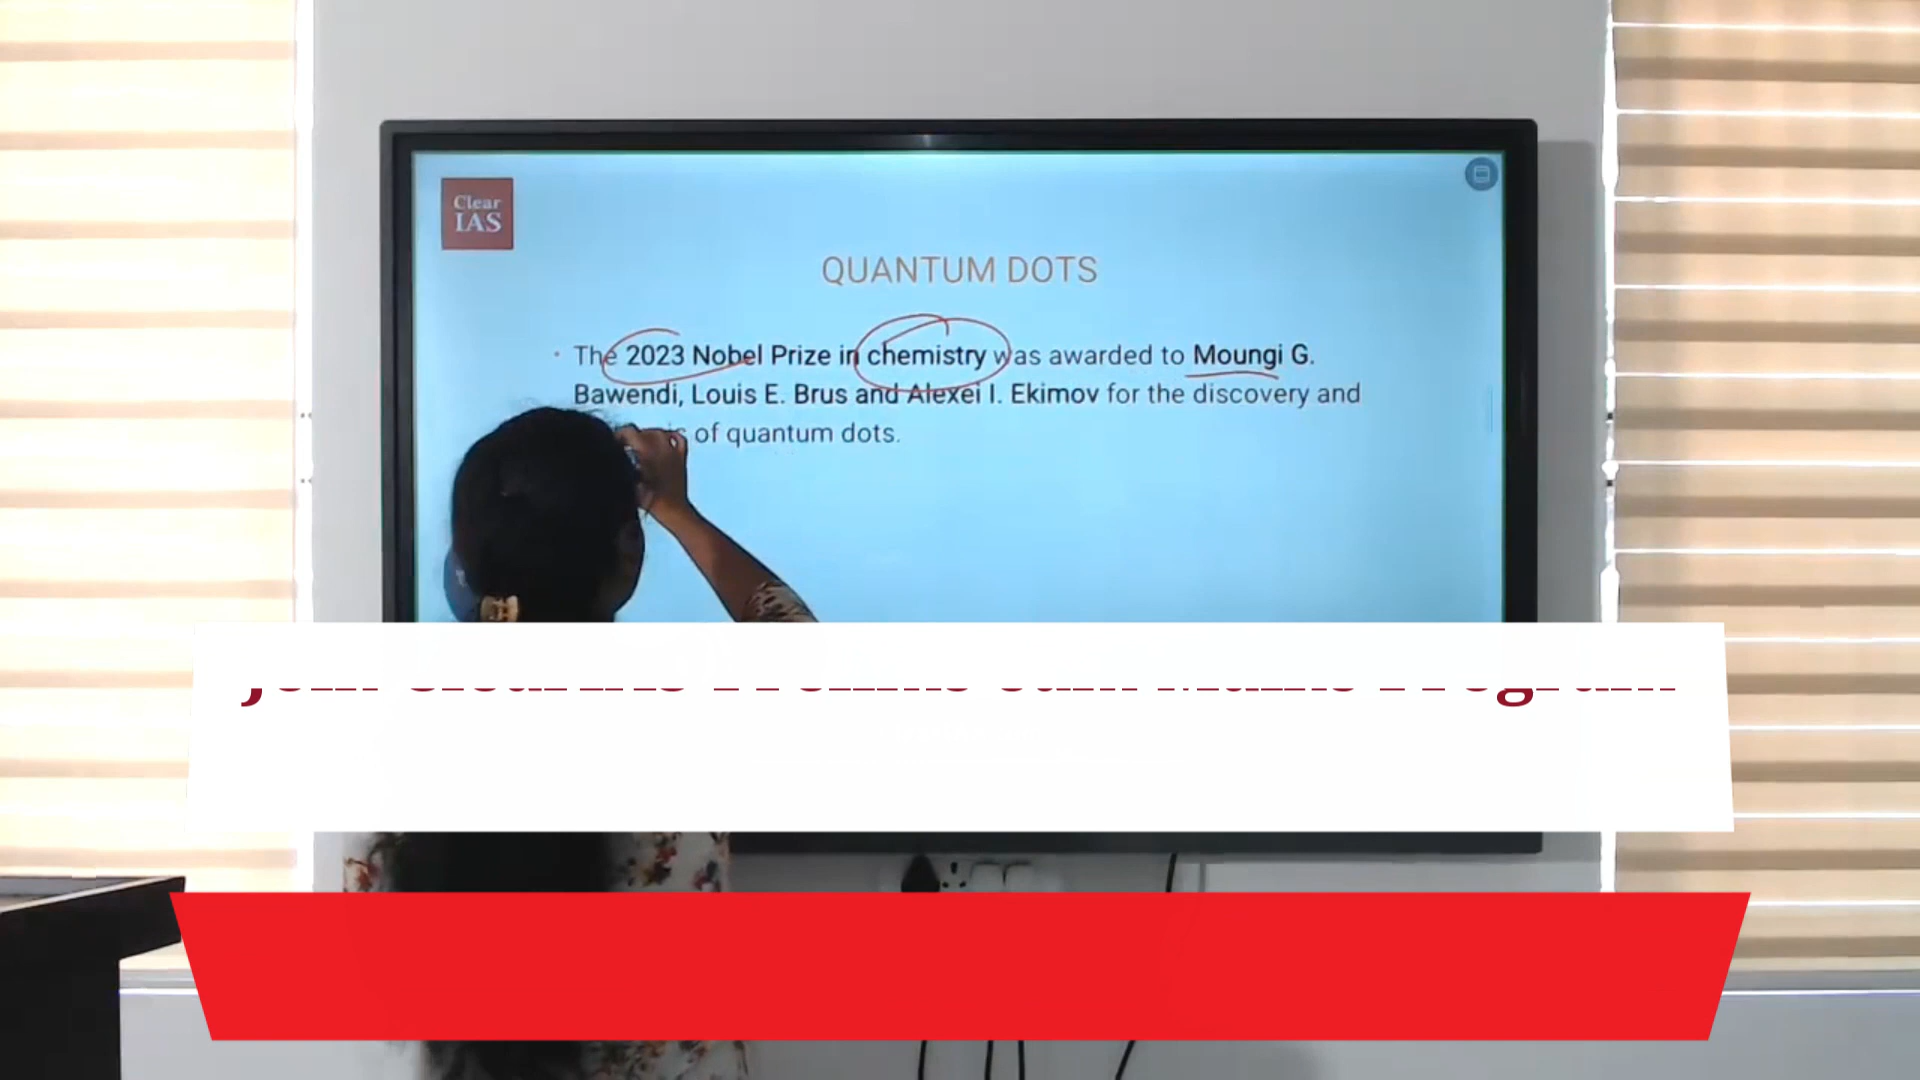 Clear
IAS
QUANTUM DOTS
The 2023 Nobel Prize in chemistry was awarded to Moungi G.
Bawendi, Louis E. Brus and Alexei I. Ekimov for the discovery and
of quantum dots.